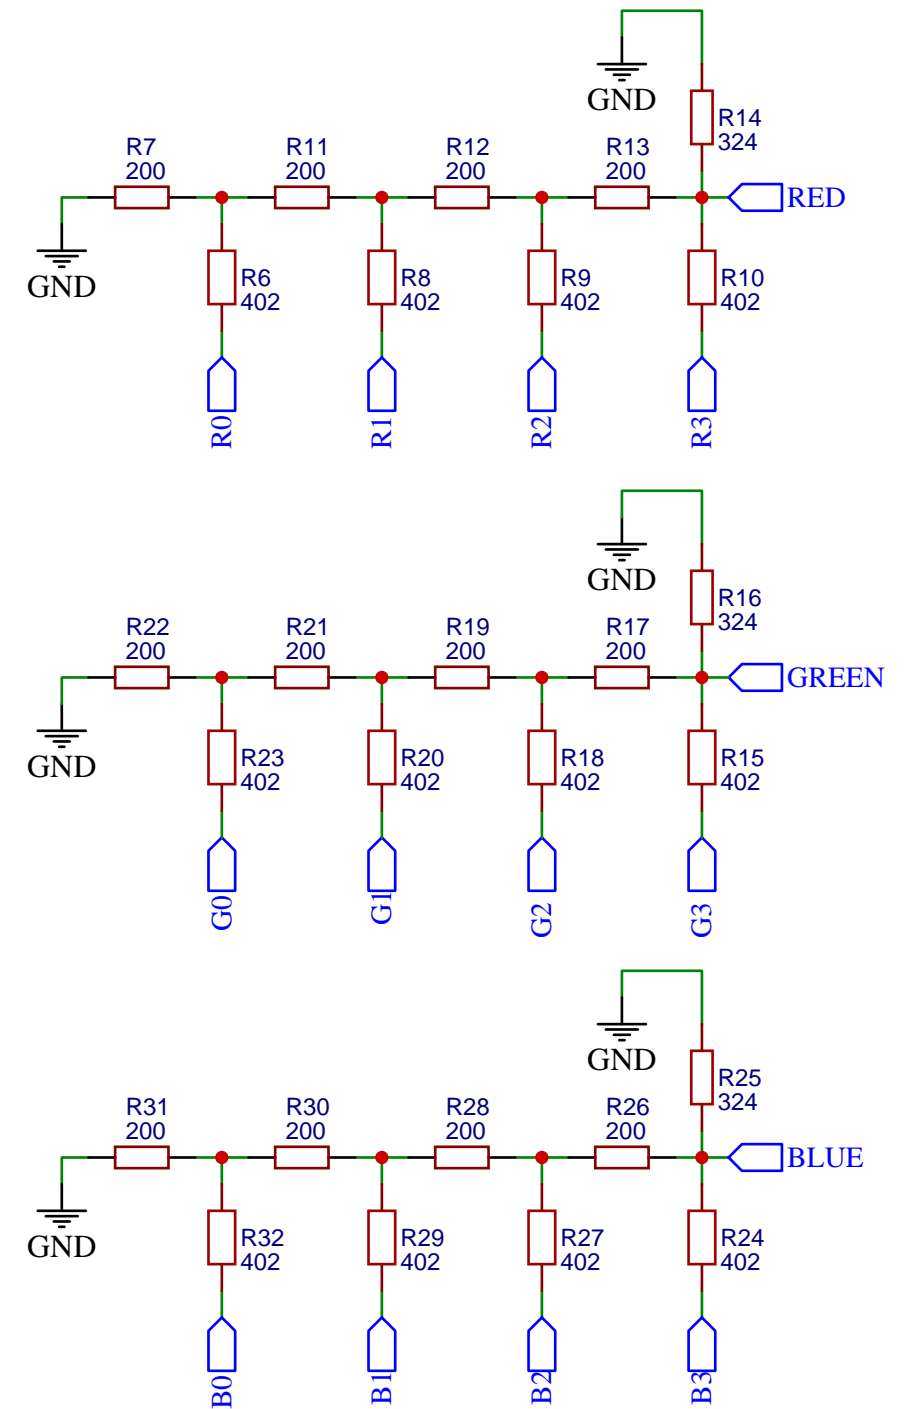 GND
R14
324
R7
200
R11
200
R12
200
R13
200
RED
GND
R6
402
R8
402
R9
402
R10
402
R0
R1
R2
R3
GND
R16
324
R22
200
R21
200
R19
200
R17
200
GREEN
GND
R23
402
R20
402
R18
402
R15
402
G0
G1
G2
G3
GND
R25
324
R31
200
R30
200
R28
200
R26
200
BLUE
GND
R32
402
R29
402
R27
402
R24
402
B0
B1
B2
B3